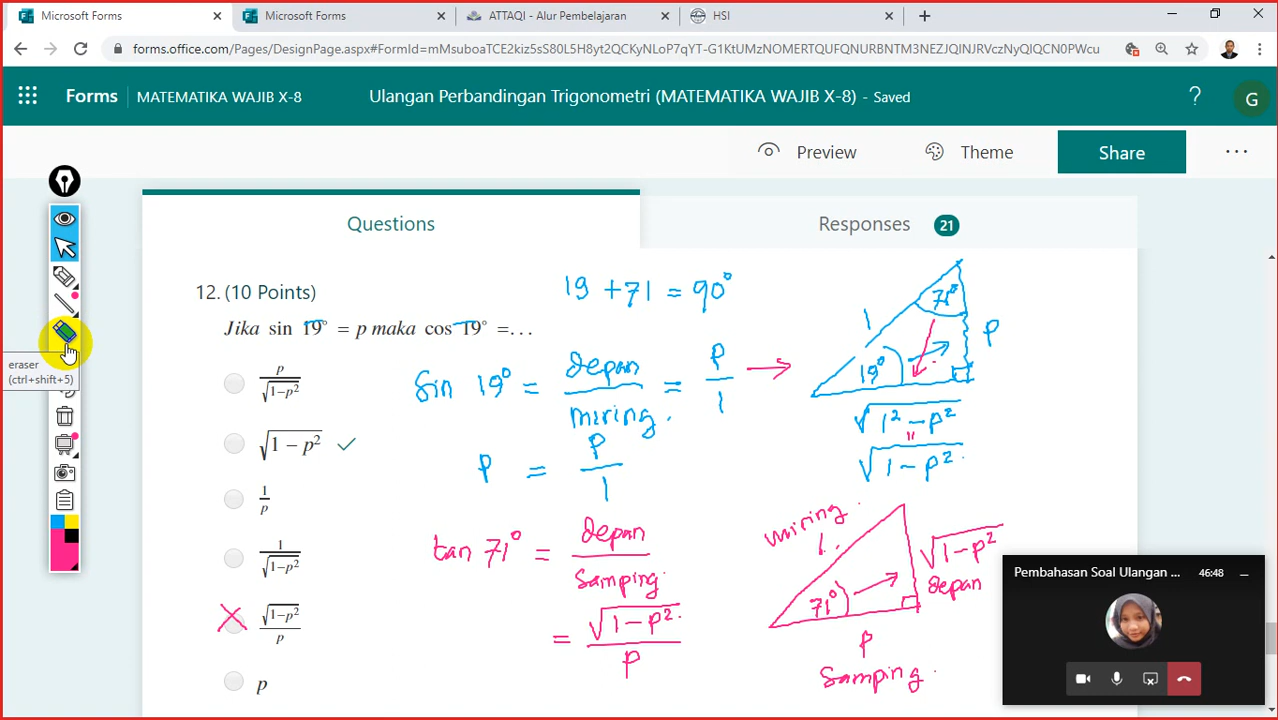 Microsoft Forms
Microsoft Forms
ATTAQI - Alur Pembelajaran
HSI
forms.office.com/Pages/DesignPage.aspx#FormId=mMsuboaTCE2kiz5sS80L5H8yt2QCKyNLoP7qYT-G1KtUMzNOMERTQUFQNURBNTM3NEZJQlNJRVczNyQlQCN0PWcu
Forms
MATEMATIKA WAJIB X-8
Ulangan Perbandingan Trigonometri (MATEMATIKA WAJIB X-8) - Saved
?
G
Preview
Theme
Share
Questions
Responses 21
12. (10 Points)
Jika sin 19° = p maka cos 19° =…
p/√(1−p²)
√(1 − p²) ✓
1/p
1/√(1−p²)
√(1−p²)/p
p
eraser
(ctrl+shift+5)
19 + 71 = 90°
sin 19° = depan/miring = p/1
p = p/1
tan 71° = depan/samping
= √(1−p²)/p
71°
1
p
19°
√(1² − p²)
=
√(1 − p²)
miring
1
√(1−p²)
depan
71°
p
samping
Pembahasan Soal Ulangan ...
46:48